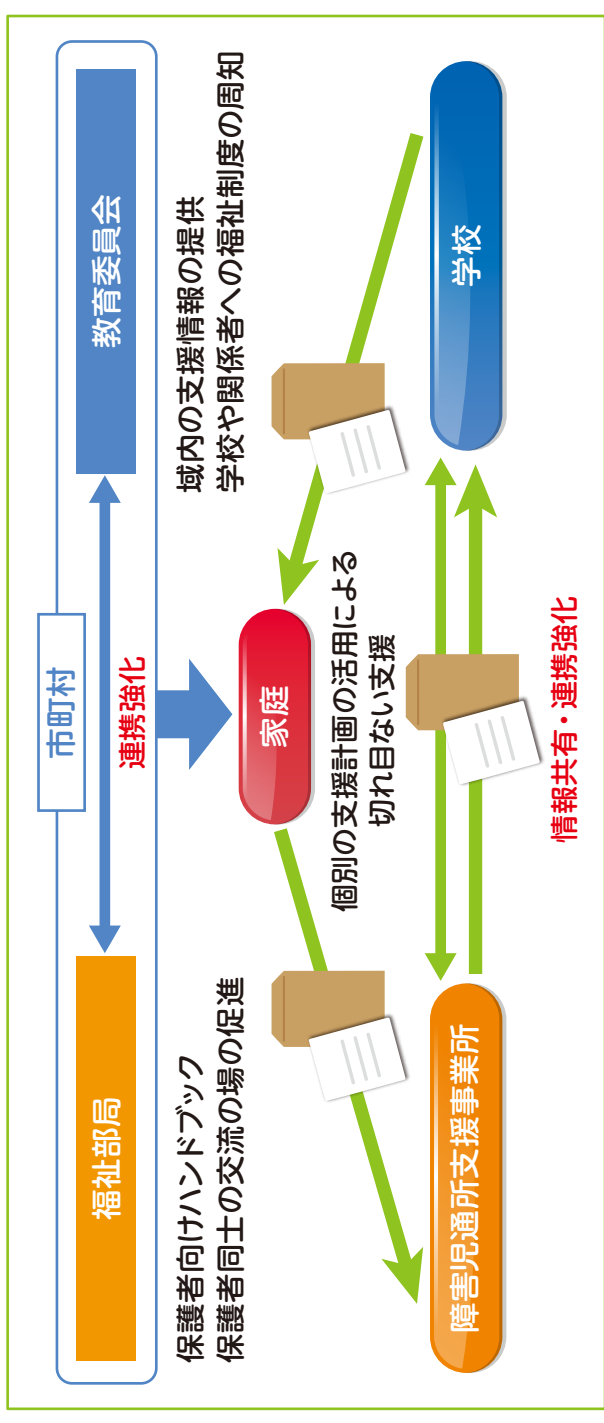 市町村
福祉部局
連携強化
教育委員会
保護者向けハンドブック
保護者同士の交流の場の促進
域内の支援情報の提供
学校や関係者への福祉制度の周知
家庭
個別の支援計画の活用による
切れ目ない支援
障害児通所支援事業所
学校
情報共有・連携強化